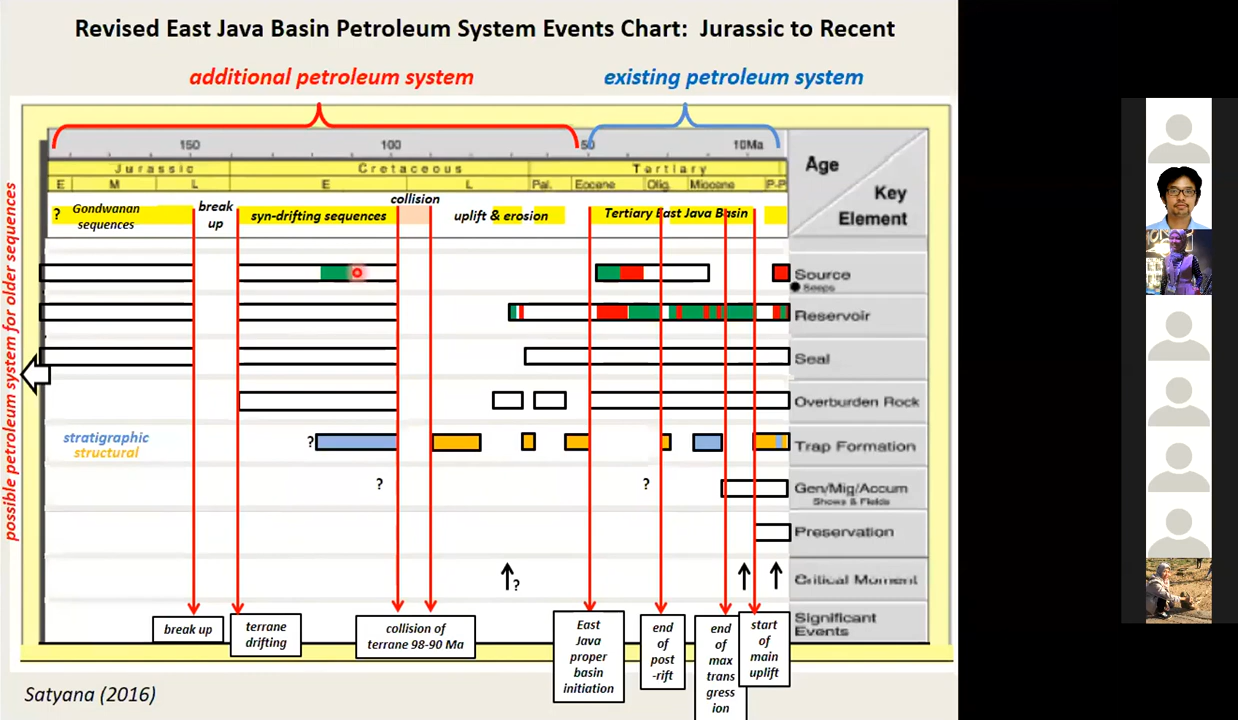 Revised East Java Basin Petroleum System Events Chart: Jurassic to Recent
additional petroleum system
existing petroleum system
150
100
50
10Ma
Jurassic
Cretaceous
Tertiary
E
M
L
E
L
Pal.
Eocene
Olig.
Miocene
P-P
Age
Key
Element
? Gondwanan
sequences
break
up
syn-drifting sequences
collision
uplift & erosion
Tertiary East Java Basin
Source
Seeps
Reservoir
Seal
Overburden Rock
stratigraphic
structural
?
Trap Formation
?
?
Gen/Mig/Accum
Shows & Fields
Preservation
?
Critical Moment
Significant
Events
possible petroleum system for older sequences
break up
terrane
drifting
collision of
terrane 98-90 Ma
East
Java
proper
basin
initiation
end
of
post
-rift
end
of
max
trans
gress
ion
start
of
main
uplift
Satyana (2016)